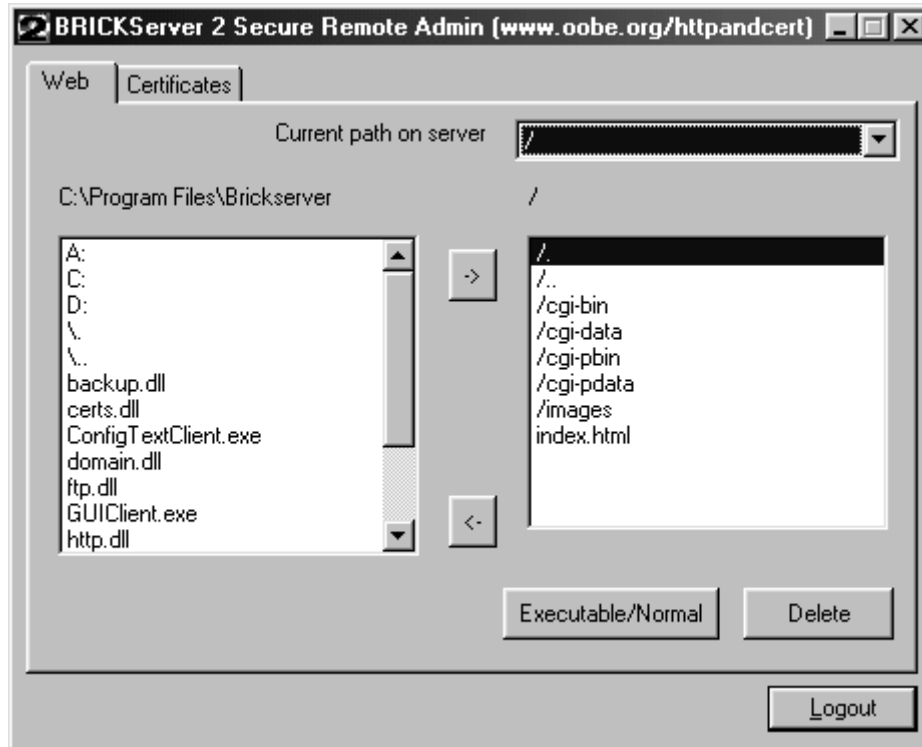 BRICKServer 2 Secure Remote Admin (www.oobe.org/httpandcert)
Web
Certificates
Current path on server
/
C:\Program Files\Brickserver
/
A:
C:
D:
\.
\..
backup.dll
certs.dll
ConfigTextClient.exe
domain.dll
ftp.dll
GUIClient.exe
http.dll
->
<-
/.
/..
/cgi-bin
/cgi-data
/cgi-pbin
/cgi-pdata
/images
index.html
Executable/Normal
Delete
Logout